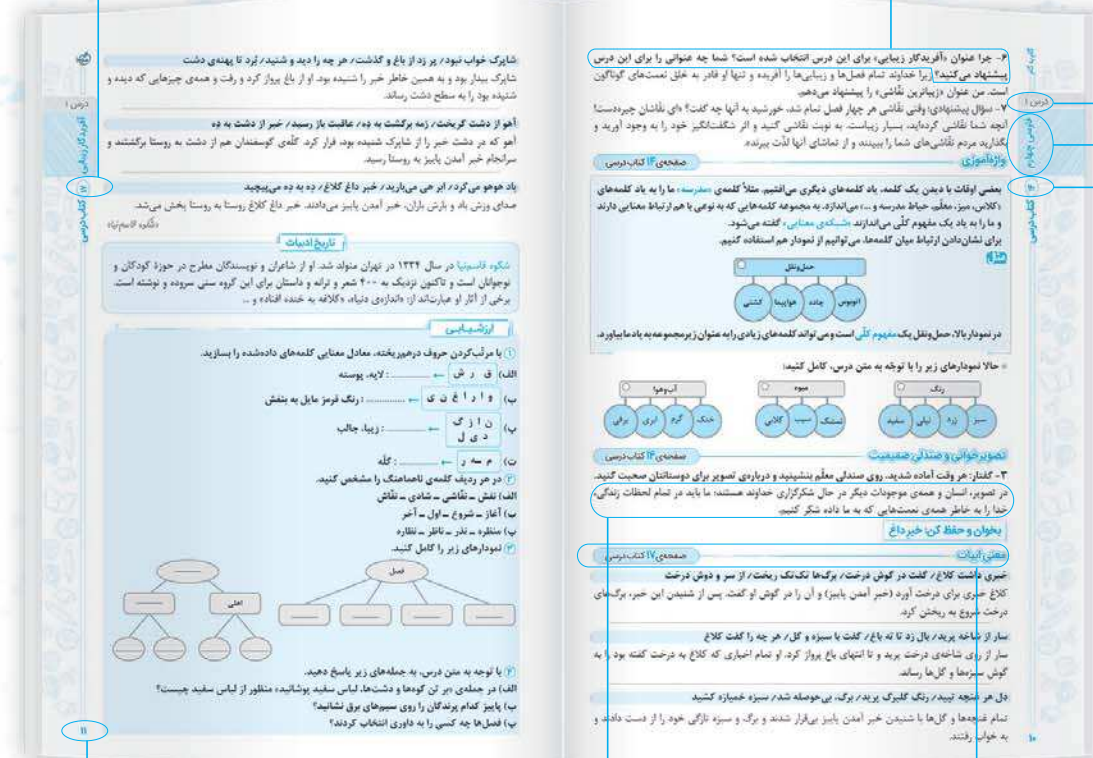 ۶- چرا عنوان «آفریدگار زیبایی» برای این درس انتخاب شده است؟ شما چه عنوانی را برای این درس
پیشنهاد می‌کنید؟ زیرا خداوند تمام فصل‌ها و زیبایی‌ها را آفریده و تنها او قادر به خلق نعمت‌های گوناگون
است. من عنوان «زیباترین نقّاشی» را پیشنهاد می‌دهم.
۷- سؤال پیشنهادی: وقتی نقّاشی هر چهار فصل تمام شد، خورشید به آنها چه گفت؟ «ای نقّاشان چیره‌دست!
آنچه شما نقّاشی کرده‌اید، بسیار زیباست. به نوبت نقّاشی کنید و اثر شگفت‌انگیز خود را به وجود آورید و
بگذارید مردم نقّاشی‌های شما را ببینند و از تماشای آنها لذّت ببرند».
واژه‌آموزی
صفحه‌ی ۱۴ کتاب درسی
بعضی اوقات با دیدن یک کلمه، یاد کلمه‌های دیگری می‌افتیم. مثلاً کلمه‌ی «مدرسه» ما را به یاد کلمه‌های
«کلاس، میز، معلّم، حیاط مدرسه و ...» می‌اندازد. به مجموعه کلمه‌هایی که به نوعی با هم ارتباط معنایی دارند
و ما را به یاد یک مفهوم کلّی می‌اندازند «شبکه‌ی معنایی» گفته می‌شود.
برای نشان‌دادن ارتباط میان کلمه‌ها، می‌توانیم از نمودار هم استفاده کنیم.
مثال
حمل‌ونقل
اتوبوس
جاده
هواپیما
کشتی
در نمودار بالا، حمل‌ونقل یک مفهوم کلّی است و می‌تواند کلمه‌های زیادی را به عنوان زیرمجموعه به یاد ما بیاورد.
حالا نمودارهای زیر را با توجّه به متن درس، کامل کنید:
رنگ
میوه
آب‌وهوا
سبز
زرد
نیلی
سفید
تمشک
سیب
گلابی
خنک
گرم
ابری
برفی
تصویرخوانی و صندلی صمیمیت
صفحه‌ی ۱۴ کتاب درسی
۳- گفتار: هر وقت آماده شدید، روی صندلی معلّم بنشینید و درباره‌ی تصویر برای دوستانتان صحبت کنید.
در تصویر، انسان و همه‌ی موجودات دیگر در حال شکرگزاری خداوند هستند؛ ما باید در تمام لحظات زندگی،
خدا را به خاطر همه‌ی نعمت‌هایی که به ما داده شکر کنیم.
بخوان و حفظ کن: خبر داغ
معنی ابیات
صفحه‌ی ۱۷ کتاب درسی
خبری داشت کلاغ/ گفت در گوش درخت/ برگ‌ها تک‌تک ریخت/ از سر و دوش درخت
کلاغ خبری برای درخت آورد (خبر آمدن پاییز) و آن را در گوش او گفت. پس از شنیدن این خبر، برگ‌های
درخت شروع به ریختن کرد.
سار از شاخه پرید/ بال زد تا ته باغ/ گفت با سبزه و گل/ هر چه را گفت کلاغ
سار از روی شاخه‌ی درخت پرید و تا انتهای باغ پرواز کرد. او تمام اخباری که کلاغ به درخت گفته بود را به
گوش سبزه‌ها و گل‌ها رساند.
دل هر غنچه تپید/ رنگ گلبرگ پرید/ برگ، بی‌حوصله شد/ سبزه خمیازه کشید
تمام غنچه‌ها و گل‌ها با شنیدن خبر آمدن پاییز بی‌قرار شدند و برگ و سبزه تازگی خود را از دست دادند و
به خواب رفتند.
درس ۱
فارسی چهارم
۱۴ کتاب درسی
۱۰
شاپرک خواب نبود/ پر زد از باغ و گذشت/ هر چه را دید و شنید/ بُرد تا پهنه‌ی دشت
شاپرک بیدار بود و به همین خاطر خبر را شنیده بود. او از باغ پرواز کرد و رفت و همه‌ی چیزهایی که دیده و
شنیده بود را به سطح دشت رساند.
آهو از دشت گریخت/ رمه برگشت به ده/ عاقبت باز رسید/ خبر از دشت به ده
آهو که در دشت خبر را از شاپرک شنیده بود، فرار کرد. گلّه‌ی گوسفندان هم از دشت به روستا برگشتند و
سرانجام خبر آمدن پاییز به روستا رسید.
باد هوهو می‌کرد/ ابر هی می‌بارید/ خبر داغ کلاغ/ ده به ده می‌پیچید
صدای وزش باد و بارش باران، خبر آمدن پاییز می‌دادند. خبر داغ کلاغ روستا به روستا پخش می‌شد.
«شکوه قاسم‌نیا»
تاریخ ادبیات
شکوه قاسم‌نیا در سال ۱۳۳۴ در تهران متولد شد. او از شاعران و نویسندگان مطرح در حوزهٔ کودکان و
نوجوانان است و تاکنون نزدیک به ۴۰۰ شعر و ترانه و داستان برای این گروه سنی سروده و نوشته است.
برخی از آثار او عبارت‌اند از: «اندازه‌ی دنیا»، «کلاغه به خنده افتاد» و ...
ارزشیابی
۱ با مرتّب‌کردن حروف درهم‌ریخته، معادل معنایی کلمه‌های داده‌شده را بسازید.
الف) ق ر ش ← ............ : لایه، پوسته
ب) و ا ر ا غ ن ی ← ............ : رنگ قرمز مایل به بنفش
پ) ن ا ز گ د ی ل ← ............ : زیبا، جالب
ت) م ـه ر ← ............ : گلّه
۲ در هر ردیف کلمه‌ی ناهماهنگ را مشخص کنید.
الف) نقش ـ نقّاشی ـ شادی ـ نقّاش
ب) آغاز ـ شروع ـ اول ـ آخر
پ) منظره ـ نذر ـ ناظر ـ نظاره
۳ نمودارهای زیر را کامل کنید.
فصل
اهلی
۴ با توجه به متن درس، به جمله‌های زیر پاسخ دهید.
الف) در جمله‌ی «بر تن کوه‌ها و دشت‌ها، لباس سفید پوشانید» منظور از لباس سفید چیست؟
ب) پاییز کدام پرندگان را روی سیم‌های برق نشانید؟
پ) فصل‌ها چه کسی را به داوری انتخاب کردند؟
درس ۱
آفریدگار زیبایی
۱۷ کتاب درسی
۱۱